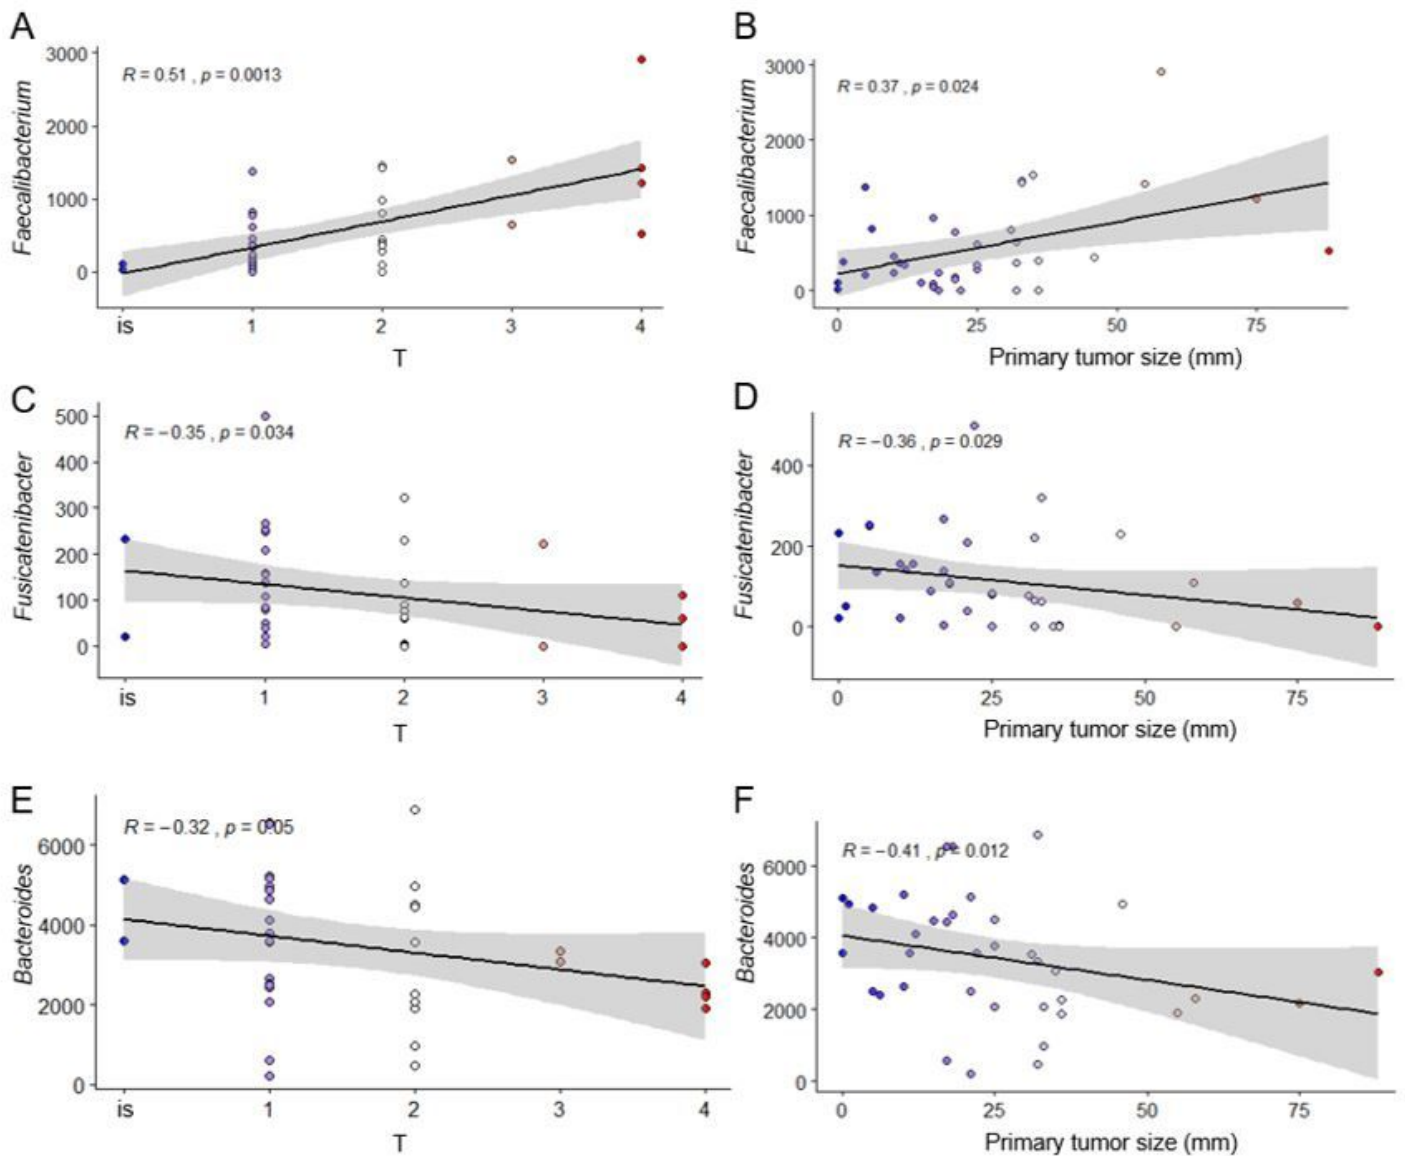 A
Faecalibacterium
3000
2000
1000
0
R = 0.51 , p = 0.0013
is 1 2 3 4
T
B
Faecalibacterium
3000
2000
1000
0
R = 0.37 , p = 0.024
0 25 50 75
Primary tumor size (mm)
C
Fusicatenibacter
500
400
300
200
100
0
R = −0.35 , p = 0.034
is 1 2 3 4
T
D
Fusicatenibacter
400
200
0
R = −0.36 , p = 0.029
0 25 50 75
Primary tumor size (mm)
E
Bacteroides
6000
4000
2000
0
R = −0.32 , p = 0.05
is 1 2 3 4
T
F
Bacteroides
6000
4000
2000
0
R = −0.41 , p = 0.012
0 25 50 75
Primary tumor size (mm)